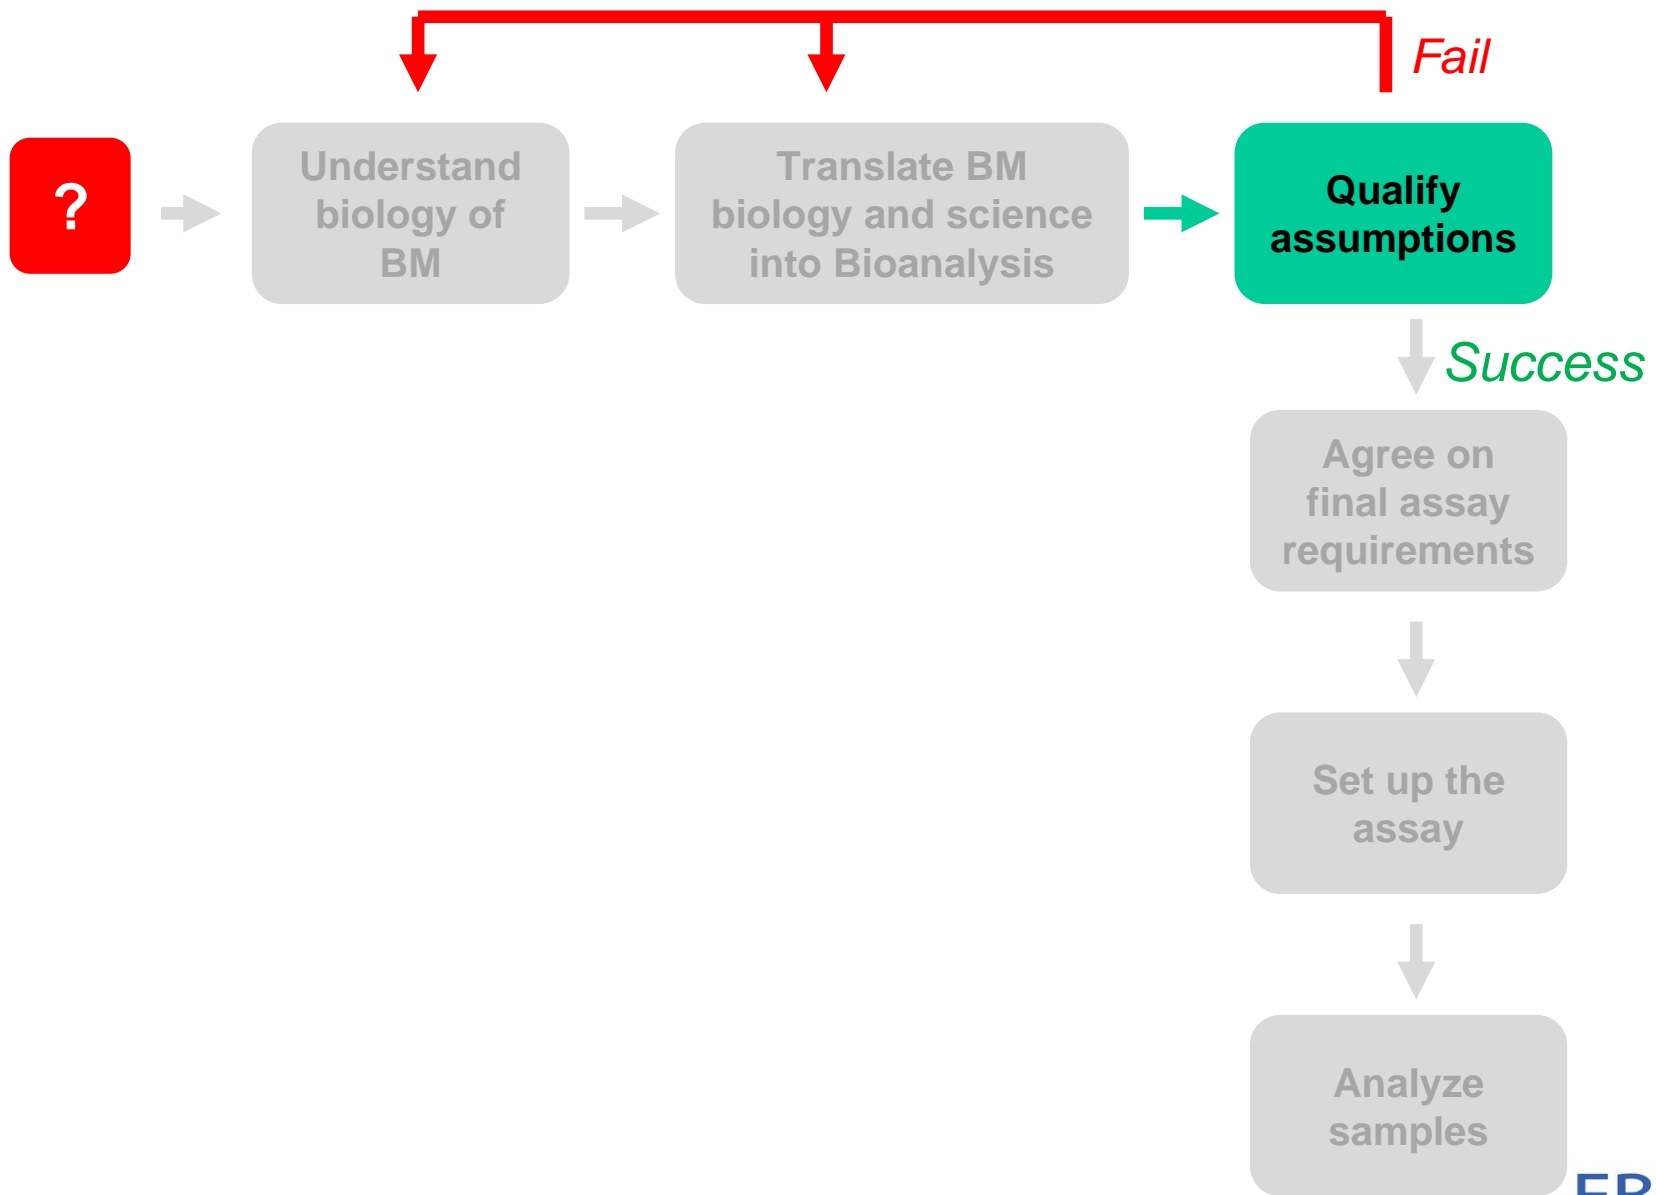 Fail
?
Understand
biology of
BM
Translate BM
biology and science
into Bioanalysis
Qualify
assumptions
Success
Agree on
final assay
requirements
Set up the
assay
Analyze
samples